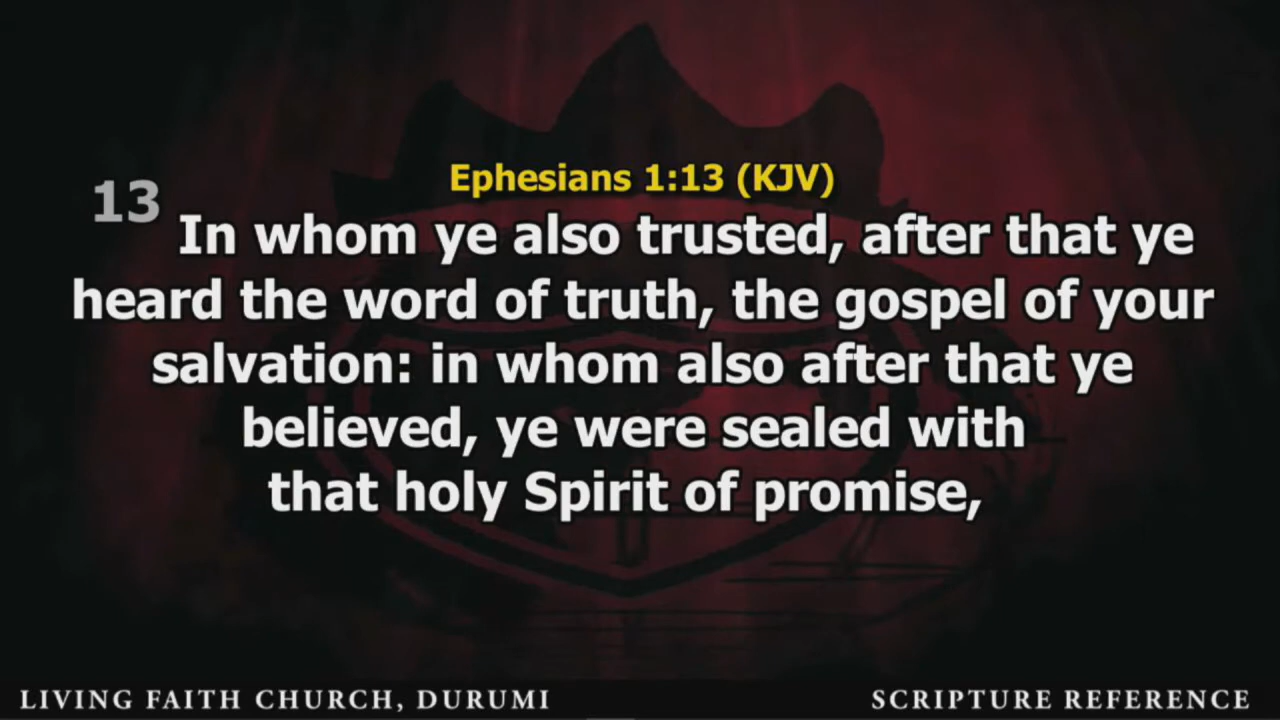 Ephesians 1:13 (KJV)
13 In whom ye also trusted, after that ye
heard the word of truth, the gospel of your
salvation: in whom also after that ye
believed, ye were sealed with
that holy Spirit of promise,
LIVING FAITH CHURCH, DURUMI
SCRIPTURE REFERENCE